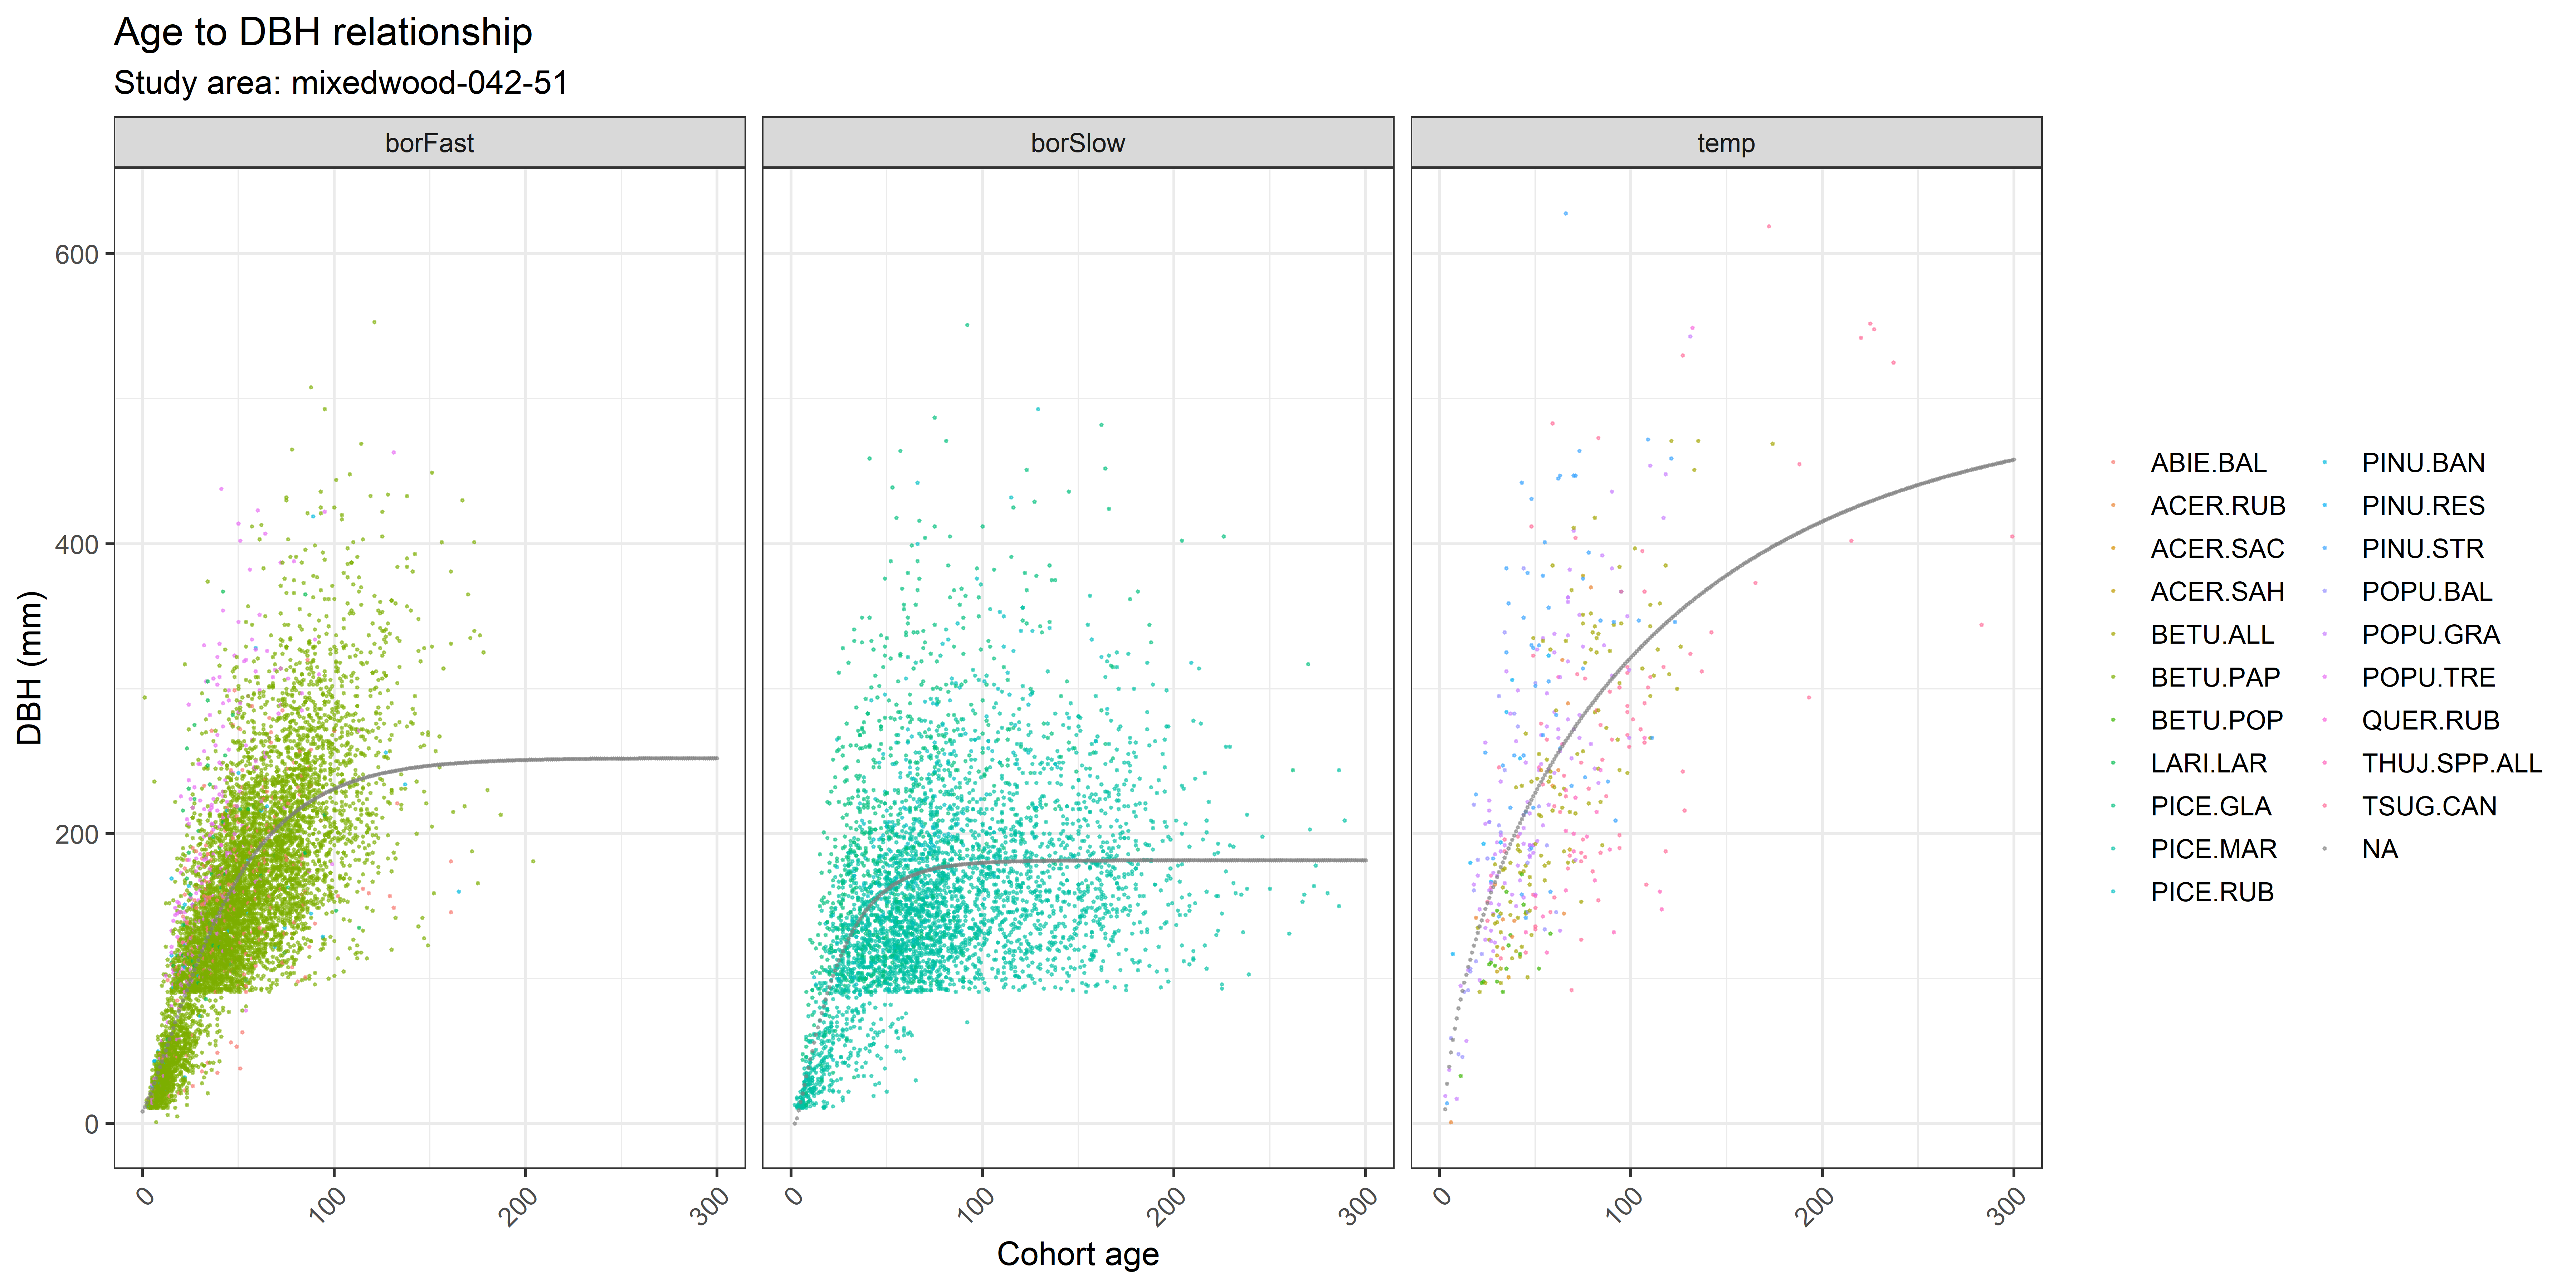 Age to DBH relationship
Study area: mixedwood-042-51
borFast
borSlow
temp
DBH (mm)
600
400
200
0
0
100
200
300
0
100
200
300
0
100
200
300
Cohort age
ABIE.BAL
ACER.RUB
ACER.SAC
ACER.SAH
BETU.ALL
BETU.PAP
BETU.POP
LARI.LAR
PICE.GLA
PICE.MAR
PICE.RUB
PINU.BAN
PINU.RES
PINU.STR
POPU.BAL
POPU.GRA
POPU.TRE
QUER.RUB
THUJ.SPP.ALL
TSUG.CAN
NA